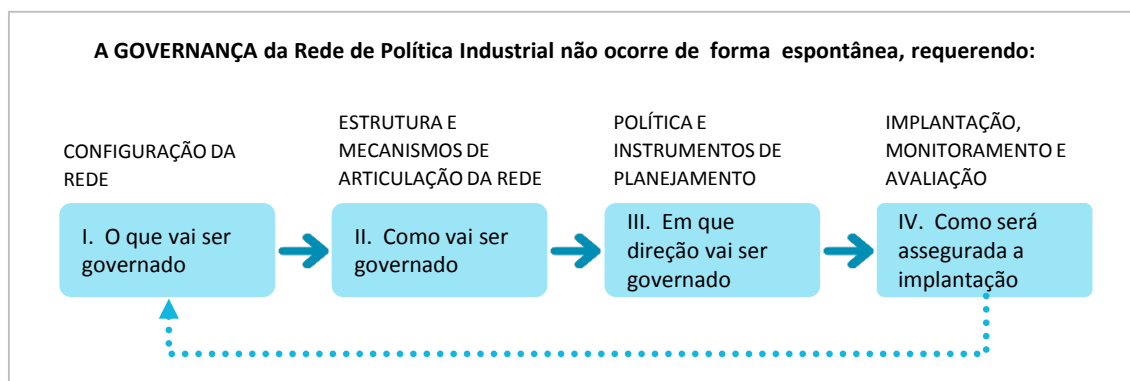 A GOVERNANÇA da Rede de Política Industrial não ocorre de forma espontânea, requerendo:
CONFIGURAÇÃO DA
REDE
ESTRUTURA E
MECANISMOS DE
ARTICULAÇÃO DA REDE
POLÍTICA E
INSTRUMENTOS DE
PLANEJAMENTO
IMPLANTAÇÃO,
MONITORAMENTO E
AVALIAÇÃO
I. O que vai ser
governado
II. Como vai ser
governado
III. Em que
direção vai ser
governado
IV. Como será
assegurada a
implantação